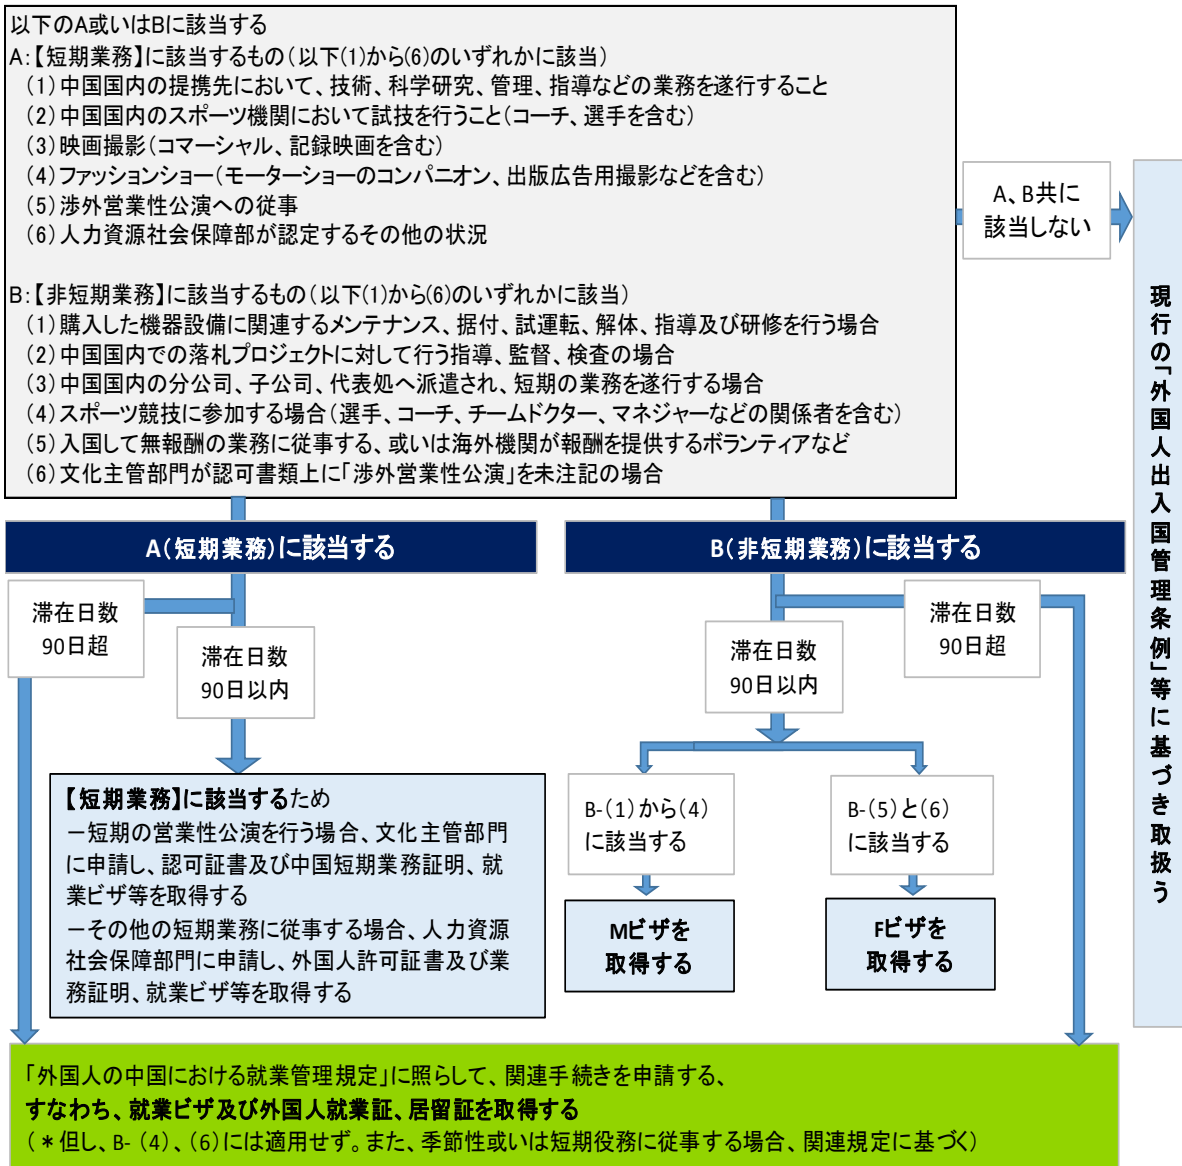 以下のA或いはBに該当する
A:【短期業務】に該当するもの(以下(1)から(6)のいずれかに該当)
(1)中国国内の提携先において、技術、科学研究、管理、指導などの業務を遂行すること
(2)中国国内のスポーツ機関において試技を行うこと(コーチ、選手を含む)
(3)映画撮影(コマーシャル、記録映画を含む)
(4)ファッションショー(モーターショーのコンパニオン、出版広告用撮影などを含む)
(5)渉外営業性公演への従事
(6)人力資源社会保障部が認定するその他の状況
B:【非短期業務】に該当するもの(以下(1)から(6)のいずれかに該当)
(1)購入した機器設備に関連するメンテナンス、据付、試運転、解体、指導及び研修を行う場合
(2)中国国内での落札プロジェクトに対して行う指導、監督、検査の場合
(3)中国国内の分公司、子公司、代表処へ派遣され、短期の業務を遂行する場合
(4)スポーツ競技に参加する場合(選手、コーチ、チームドクター、マネジャーなどの関係者を含む)
(5)入国して無報酬の業務に従事する、或いは海外機関が報酬を提供するボランティアなど
(6)文化主管部門が認可書類上に「渉外営業性公演」を未注記の場合
A、B共に
該当しない
現行の「外国人出入国管理条例」等に基づき取扱う
A(短期業務)に該当する
B(非短期業務)に該当する
滞在日数
90日超
滞在日数
90日以内
滞在日数
90日以内
滞在日数
90日超
【短期業務】に該当するため
－短期の営業性公演を行う場合、文化主管部門
に申請し、認可証書及び中国短期業務証明、就
業ビザ等を取得する
－その他の短期業務に従事する場合、人力資源
社会保障部門に申請し、外国人許可証書及び業
務証明、就業ビザ等を取得する
B-(1)から(4)
に該当する
B-(5)と(6)
に該当する
Mビザを
取得する
Fビザを
取得する
「外国人の中国における就業管理規定」に照らして、関連手続きを申請する、
すなわち、就業ビザ及び外国人就業証、居留証を取得する
(＊但し、B- (4)、(6)には適用せず。また、季節性或いは短期役務に従事する場合、関連規定に基づく)